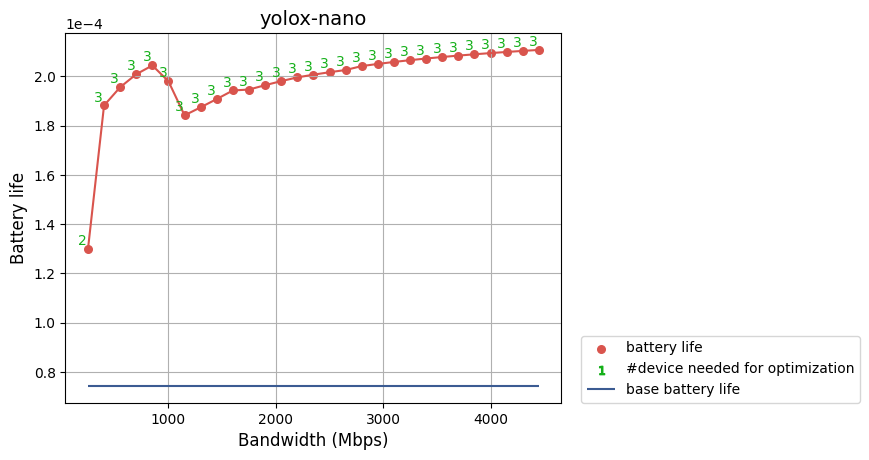 yolox-nano
1e−4
2 3 3 3 3 3 3 3 3 3 3 3 3 3 3 3 3 3 3 3 3 3 3 3 3 3 3 3 3
2.0
1.8
1.6
1.4
1.2
1.0
0.8
Battery life
1000 2000 3000 4000
Bandwidth (Mbps)
battery life
1 #device needed for optimization
base battery life